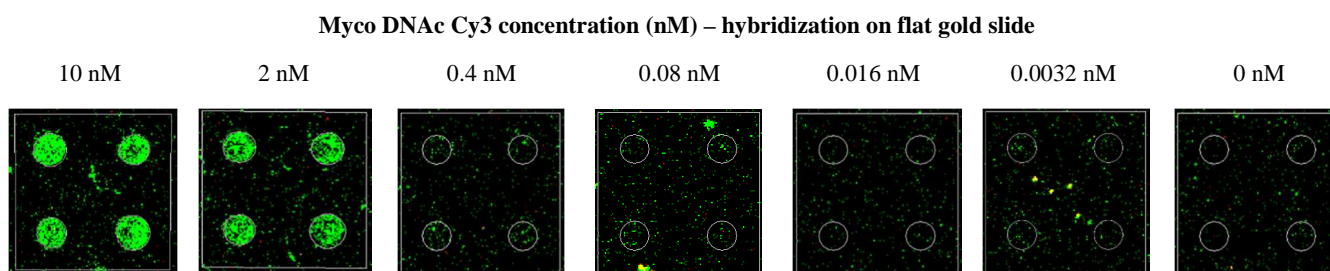 Myco DNAc Cy3 concentration (nM) – hybridization on flat gold slide
10 nM 2 nM 0.4 nM 0.08 nM 0.016 nM 0.0032 nM 0 nM